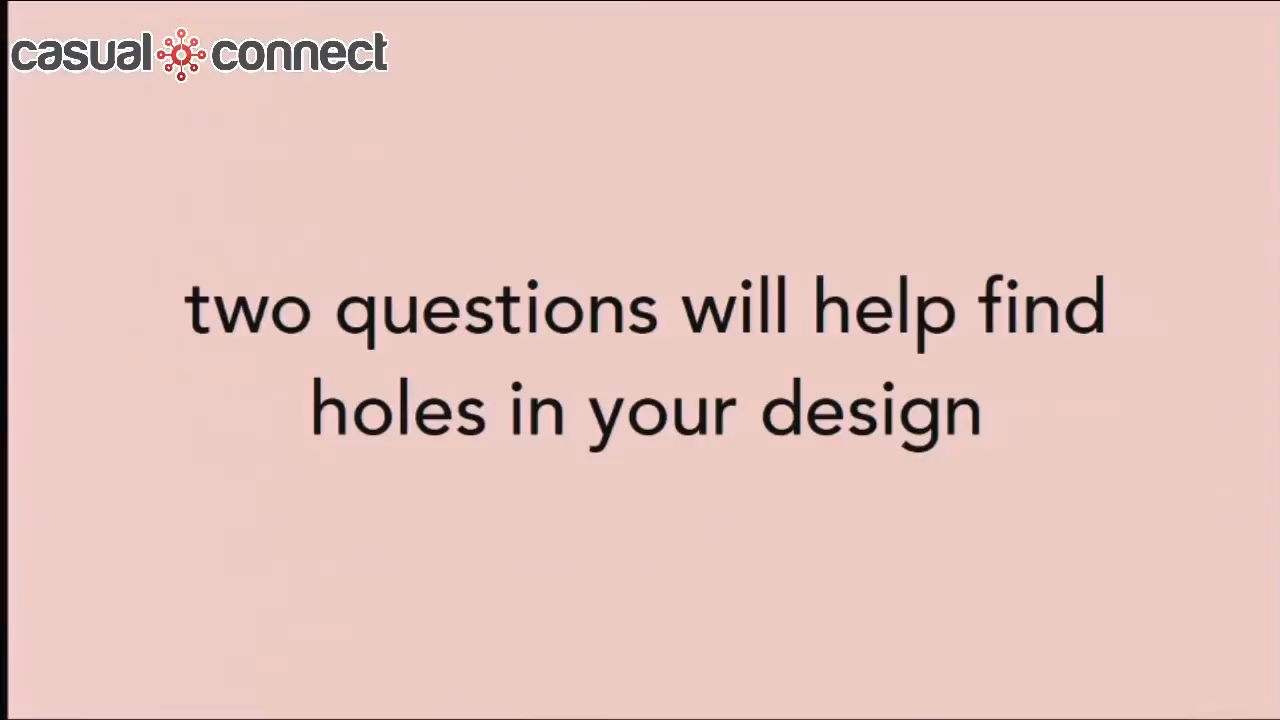 casual connect
two questions will help find
holes in your design